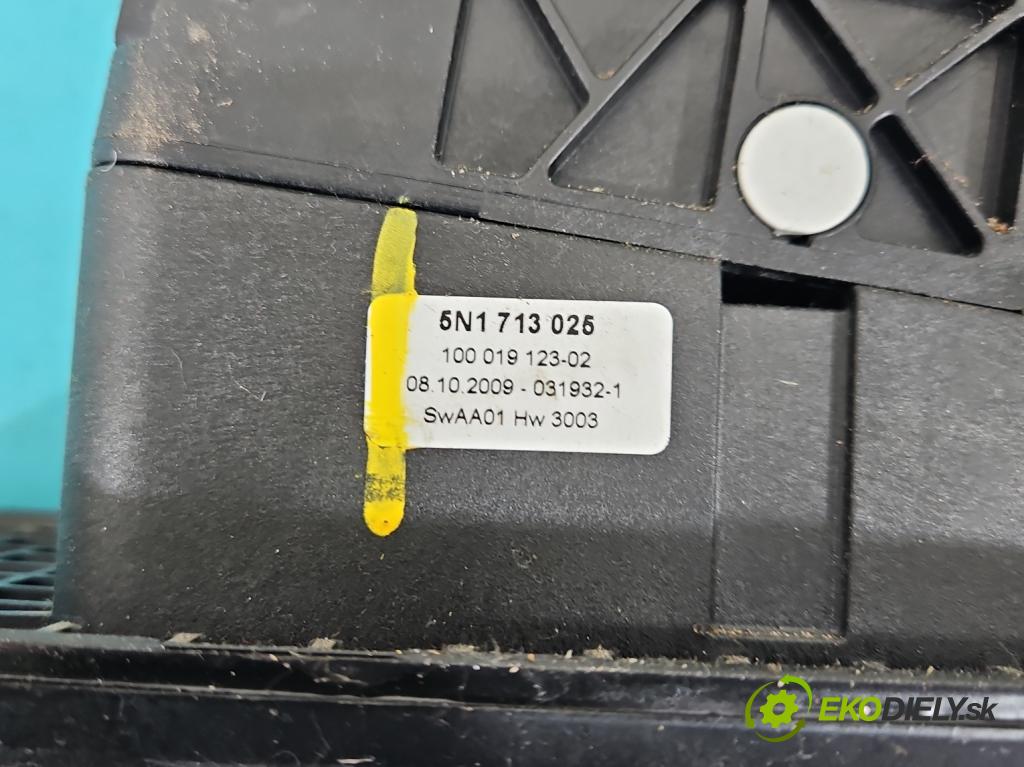 5N1 713 025
100 019 123-02
08.10.2009 - 031932-1
SwAA01 Hw 3003
EKODIELY.sk